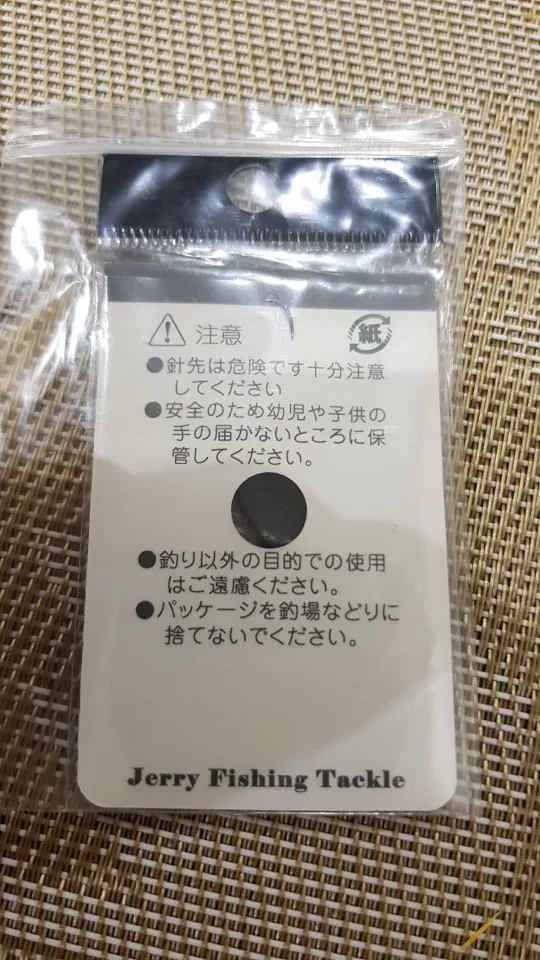 注意
紙
●針先は危険です十分注意
してください
●安全のため幼児や子供の
手の届かないところに保
管してください。
●釣り以外の目的での使用
はご遠慮ください。
●パッケージを釣場などりに
捨てないでください。
Jerry Fishing Tackle